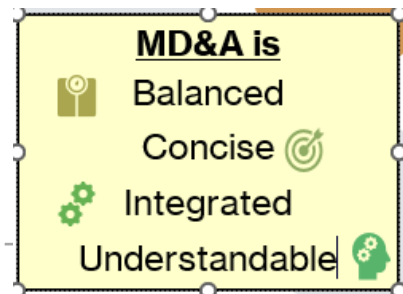 MD&A is
Balanced
Concise
Integrated
Understandable